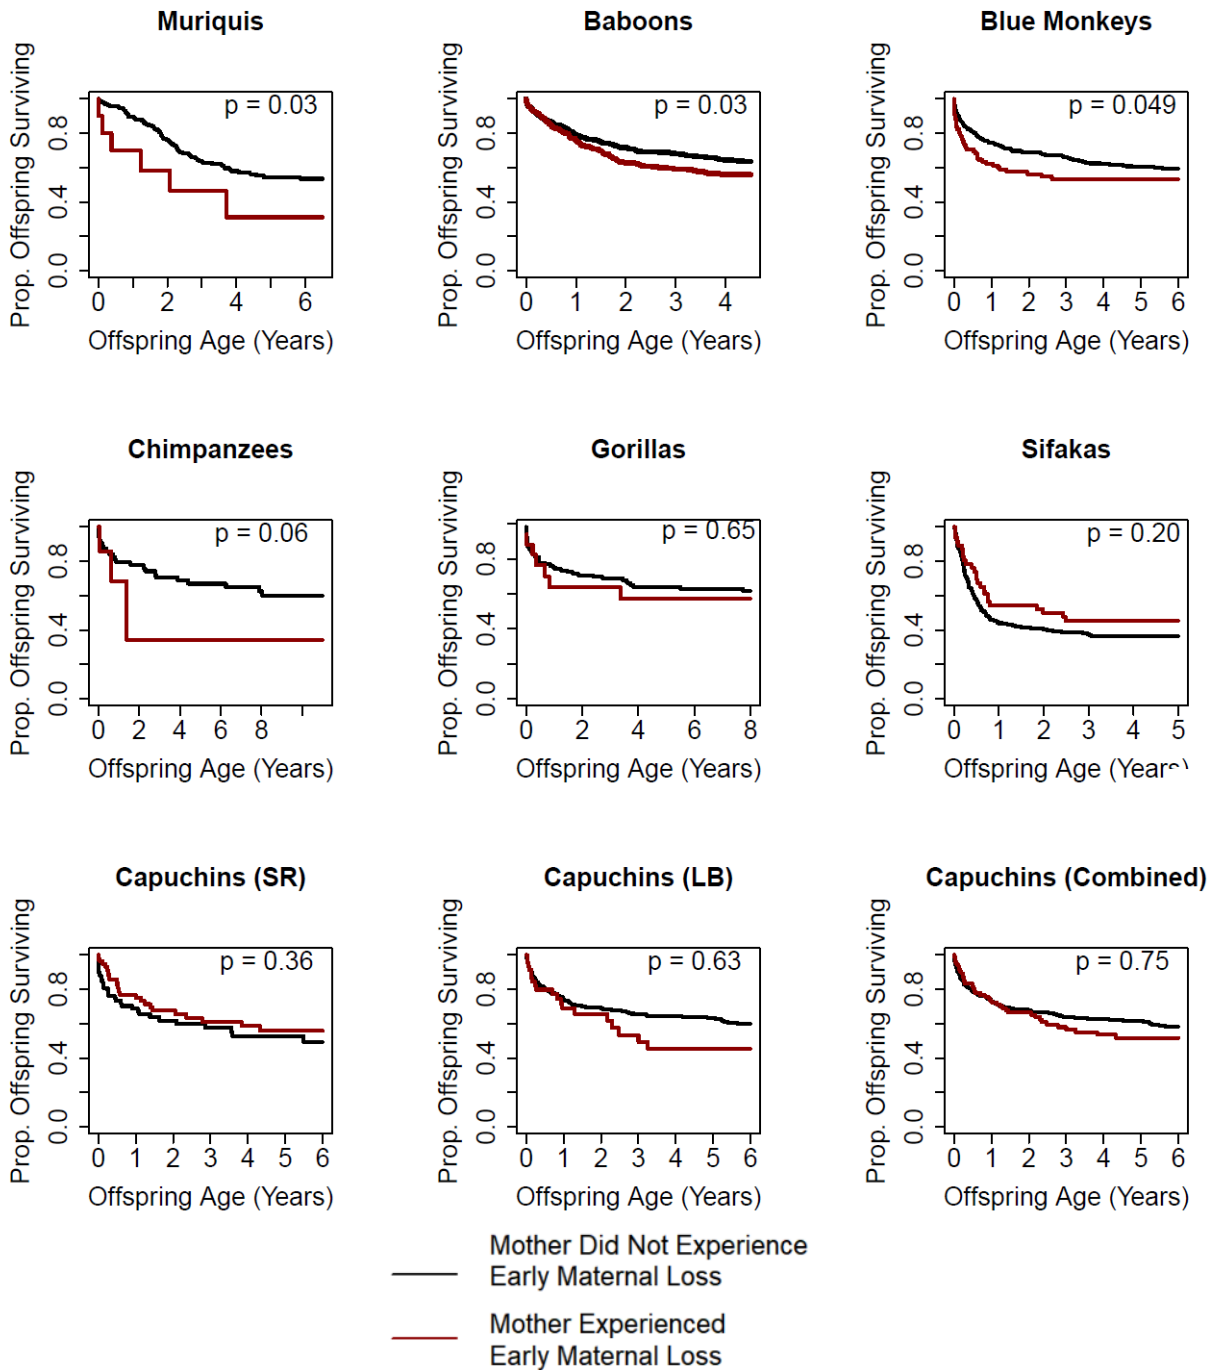 Muriquis
Prop. Offspring Surviving
0.0 0.4 0.8
p = 0.03
0 2 4 6
Offspring Age (Years)
Baboons
Prop. Offspring Surviving
0.0 0.4 0.8
p = 0.03
0 1 2 3 4
Offspring Age (Years)
Blue Monkeys
Prop. Offspring Surviving
0.0 0.4 0.8
p = 0.049
0 1 2 3 4 5 6
Offspring Age (Years)
Chimpanzees
Prop. Offspring Surviving
0.0 0.4 0.8
p = 0.06
0 2 4 6 8
Offspring Age (Years)
Gorillas
Prop. Offspring Surviving
0.0 0.4 0.8
p = 0.65
0 2 4 6 8
Offspring Age (Years)
Sifakas
Prop. Offspring Surviving
0.0 0.4 0.8
p = 0.20
0 1 2 3 4 5
Offspring Age (Years)
Capuchins (SR)
Prop. Offspring Surviving
0.0 0.4 0.8
p = 0.36
0 1 2 3 4 5 6
Offspring Age (Years)
Capuchins (LB)
Prop. Offspring Surviving
0.0 0.4 0.8
p = 0.63
0 1 2 3 4 5 6
Offspring Age (Years)
Capuchins (Combined)
Prop. Offspring Surviving
0.0 0.4 0.8
p = 0.75
0 1 2 3 4 5 6
Offspring Age (Years)
Mother Did Not Experience
Early Maternal Loss
Mother Experienced
Early Maternal Loss